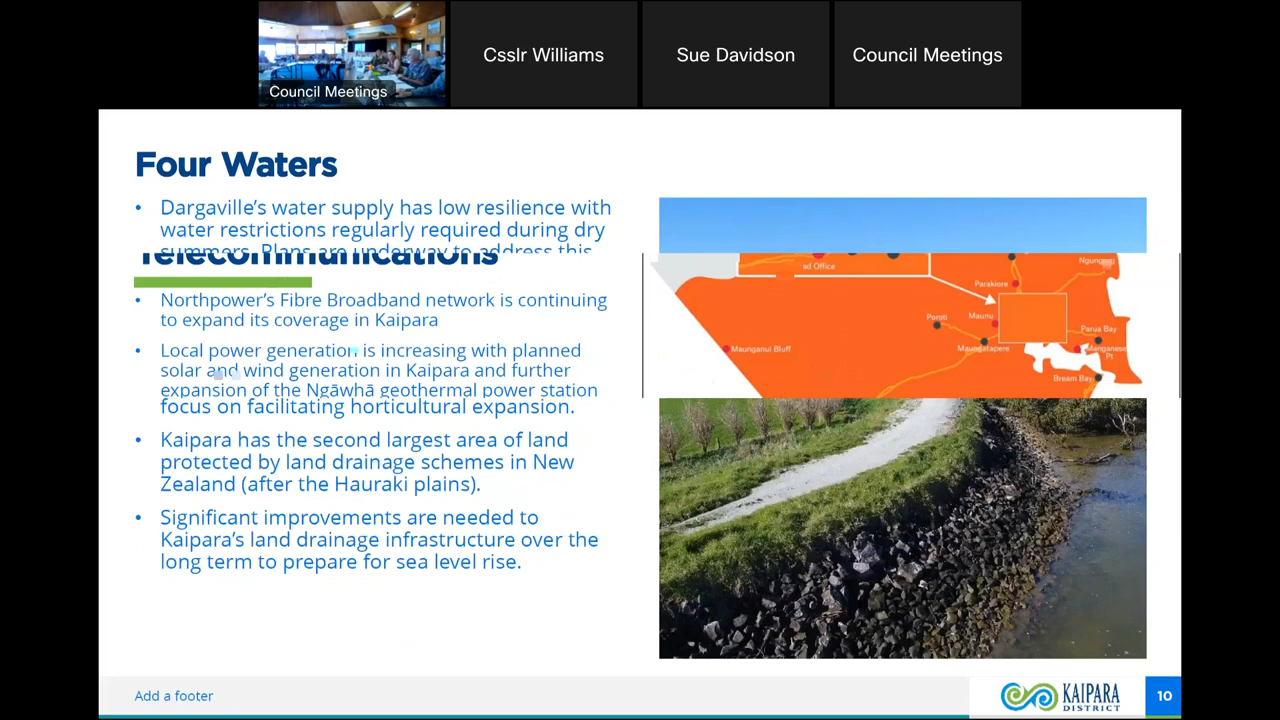 Council Meetings
Csslr Williams
Sue Davidson
Council Meetings
Four Waters
• Dargaville’s water supply has low resilience with
water restrictions regularly required during dry
summers. Plans are underway to address this
Telecommunications
• Northpower’s Fibre Broadband network is continuing
to expand its coverage in Kaipara
• Local power generation is increasing with planned
solar and wind generation in Kaipara and further
expansion of the Ngāwhā geothermal power station
focus on facilitating horticultural expansion.
• Kaipara has the second largest area of land
protected by land drainage schemes in New
Zealand (after the Hauraki plains).
• Significant improvements are needed to
Kaipara’s land drainage infrastructure over the
long term to prepare for sea level rise.
ad Office
Parakiore
Poroti
Maunu
Parua Bay
Maunganui Bluff
Maungatapere
Manganese
Pt
Bream Bay
Add a footer
KAIPARA
DISTRICT
10